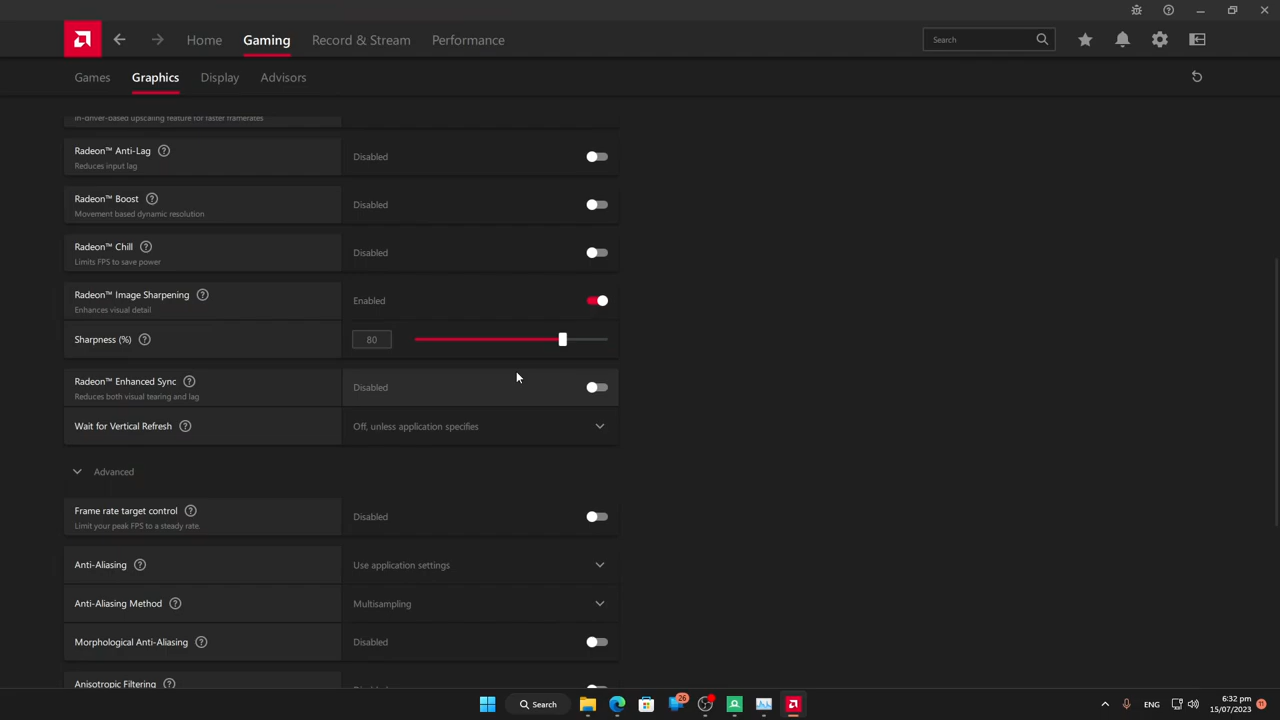 Home
Gaming
Record & Stream
Performance
Search
Games
Graphics
Display
Advisors
In-driver-based upscaling feature for faster framerates
Radeon™ Anti-Lag
Reduces input lag
Disabled
Radeon™ Boost
Movement based dynamic resolution
Disabled
Radeon™ Chill
Limits FPS to save power
Disabled
Radeon™ Image Sharpening
Enhances visual detail
Enabled
Sharpness (%)
80
Radeon™ Enhanced Sync
Reduces both visual tearing and lag
Disabled
Wait for Vertical Refresh
Off, unless application specifies
Advanced
Frame rate target control
Limit your peak FPS to a steady rate.
Disabled
Anti-Aliasing
Use application settings
Anti-Aliasing Method
Multisampling
Morphological Anti-Aliasing
Disabled
Anisotropic Filtering
Search
26
ENG
6:32 pm
15/07/2023